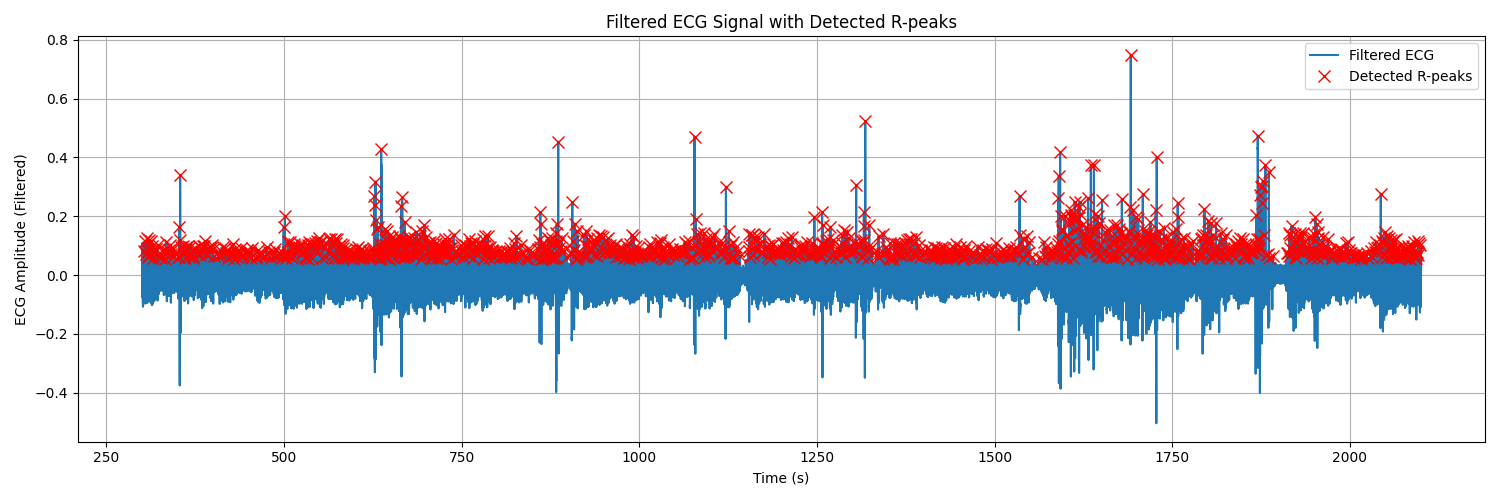 Filtered ECG Signal with Detected R-peaks
Filtered ECG
Detected R-peaks
ECG Amplitude (Filtered)
0.8
0.6
0.4
0.2
0.0
−0.2
−0.4
250 500 750 1000 1250 1500 1750 2000
Time (s)